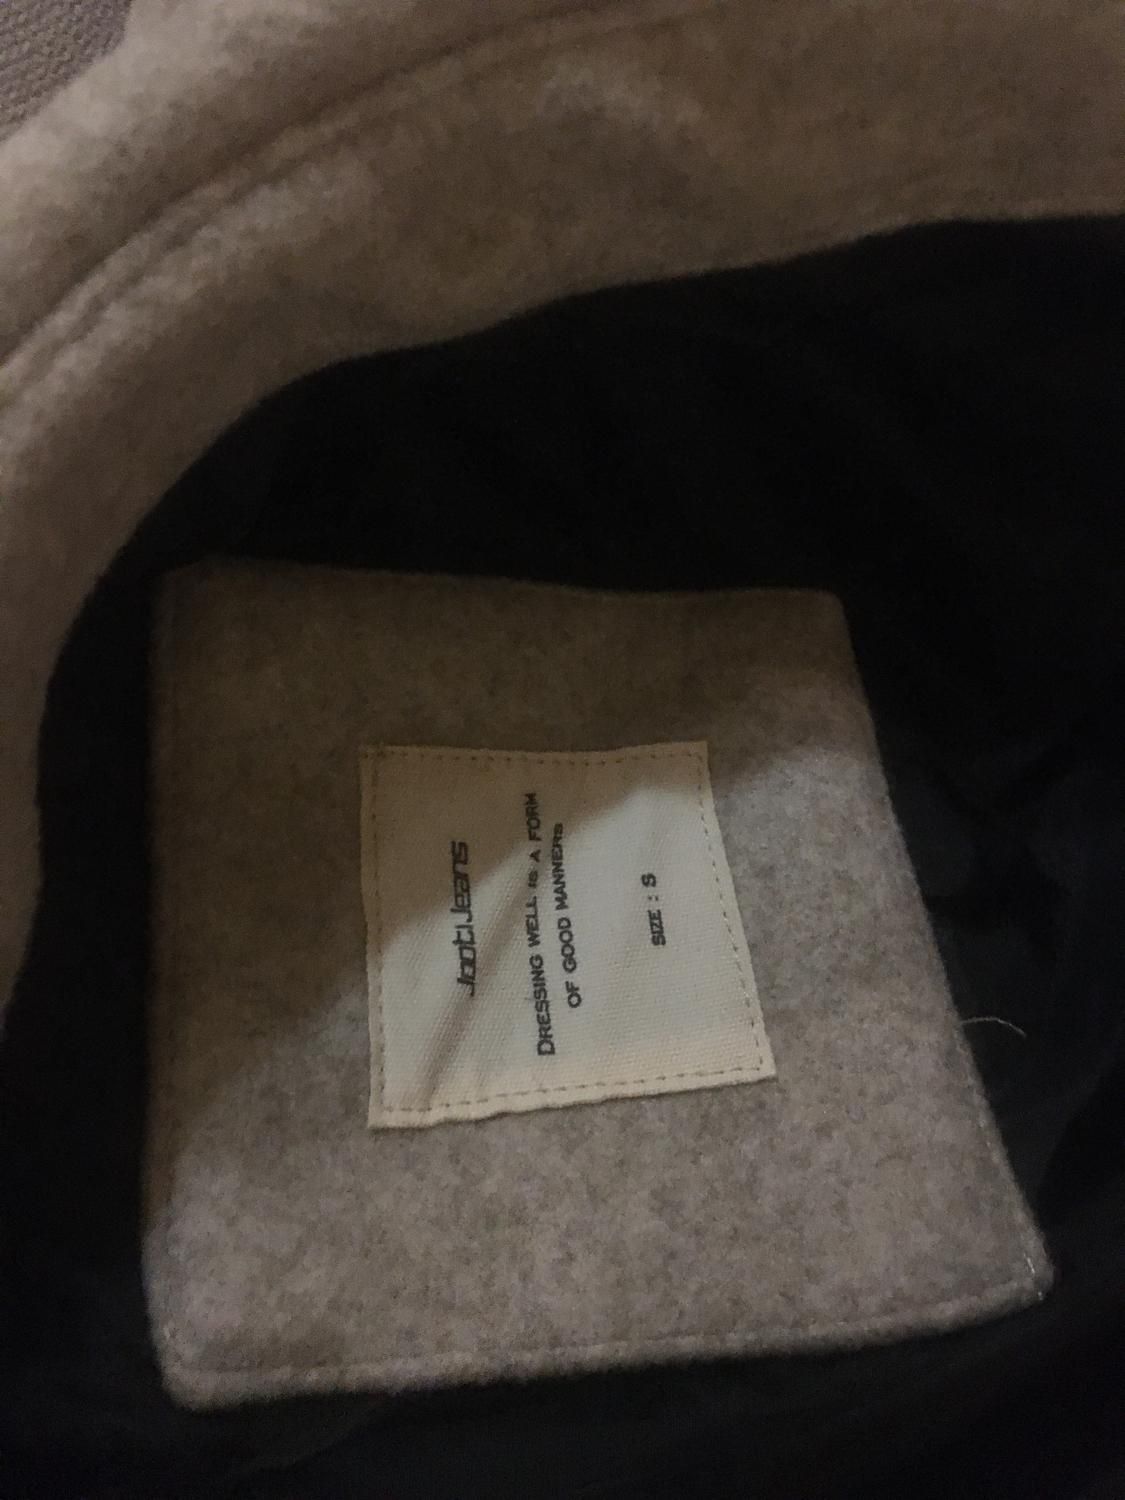 JootiJeans
DRESSING WELL IS A FORM
OF GOOD MANNERS
SIZE : S